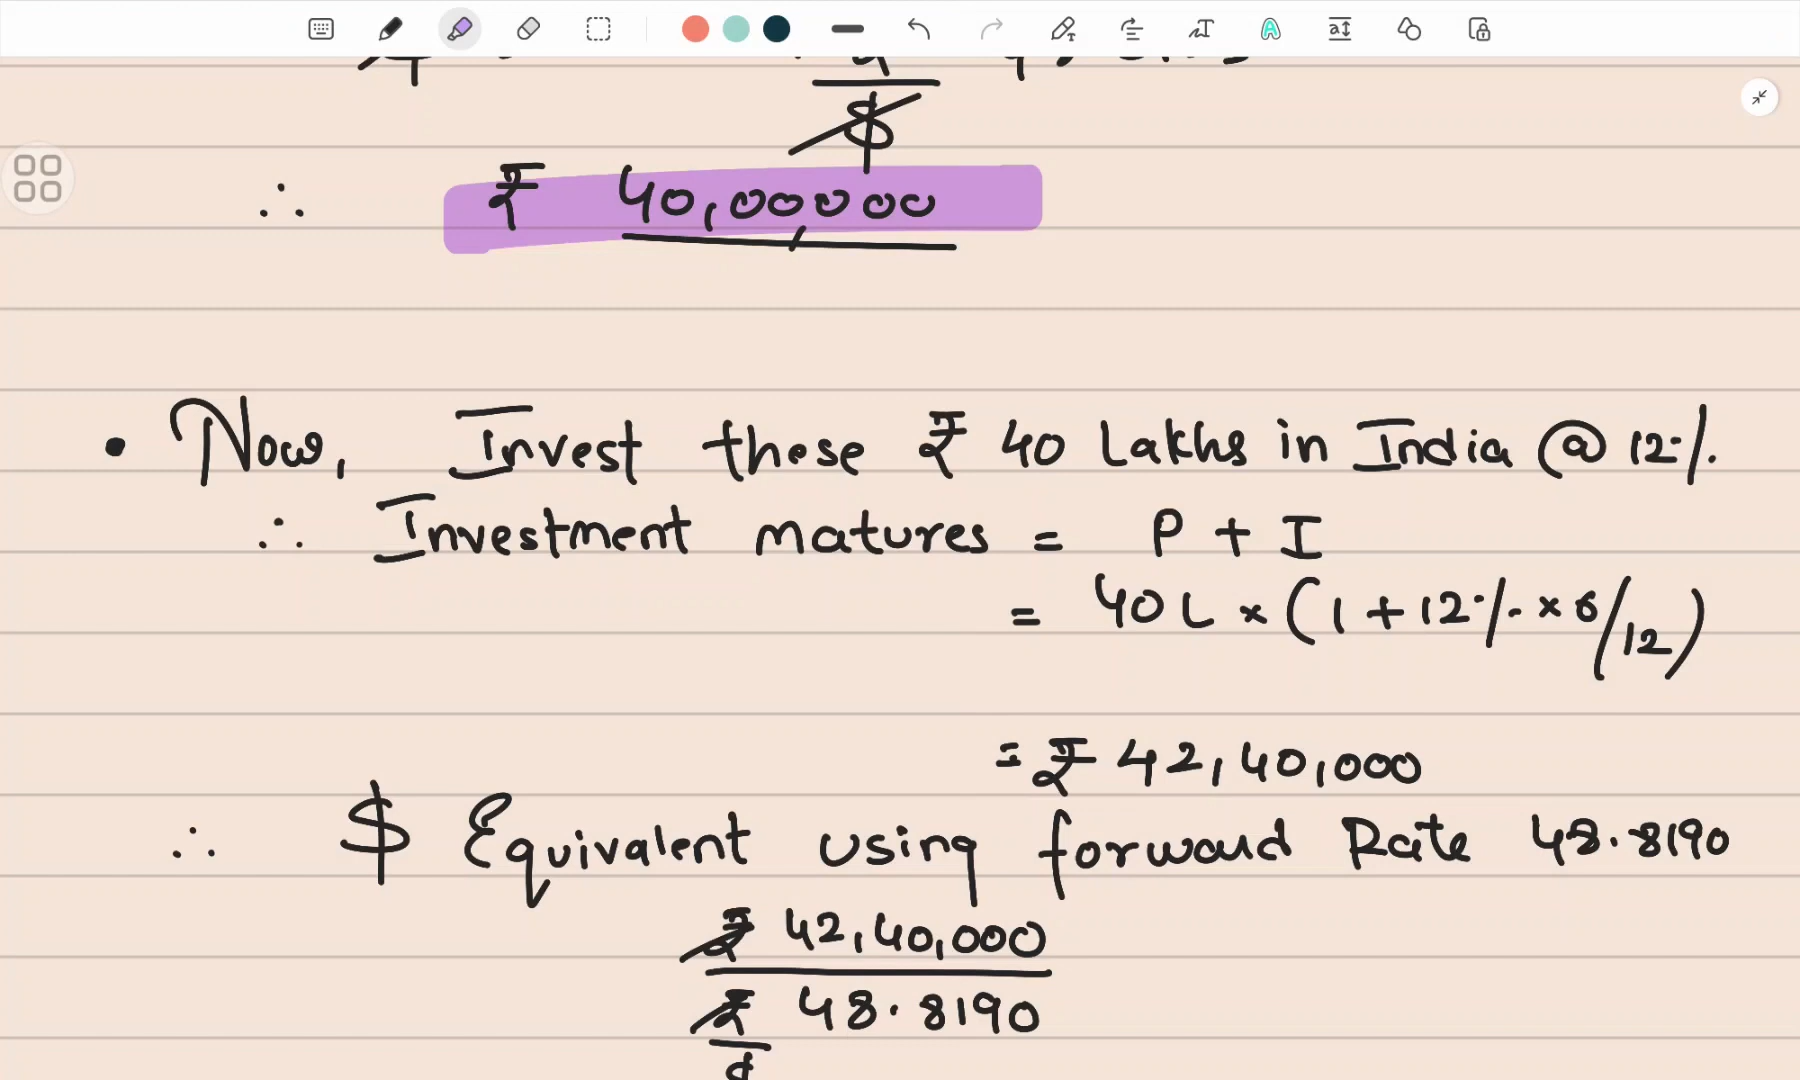 $
∴ ₹ 40,00000
• Now, Invest these ₹ 40 Lakhs in India @ 12%.
∴ Investment matures = P + I
= 40 L × (1 + 12% × 6/12)
= ₹ 42,40,000
∴ $ Equivalent using forward Rate 48.8190
₹ 42,40,000
₹ 48.8190